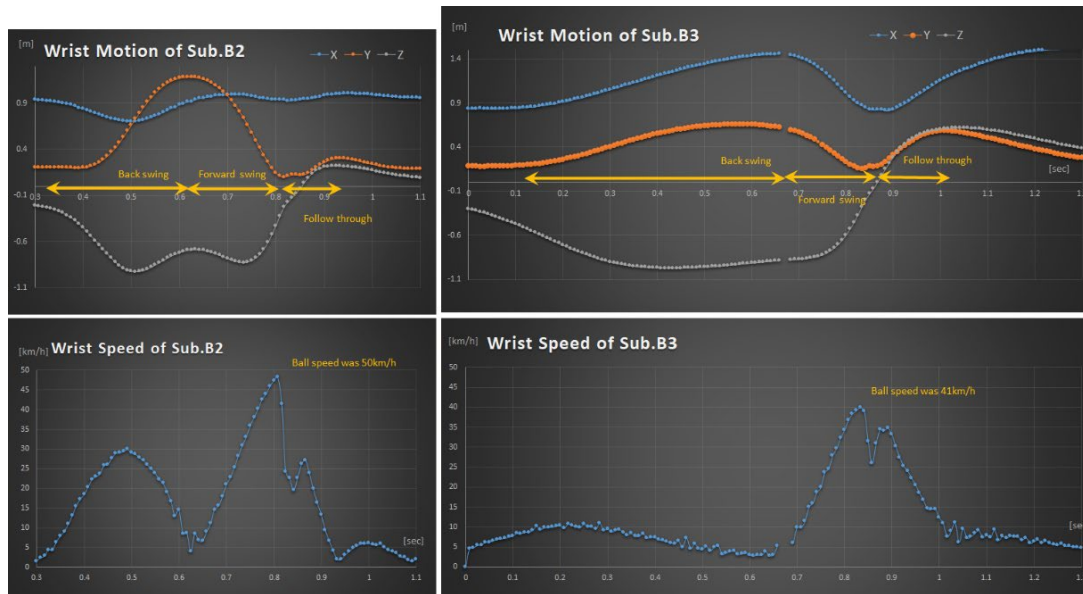 [m]
Wrist Motion of Sub.B2
X Y Z
0.9
0.4
-0.1
-0.6
-1.1
0.3 0.4 0.5 0.6 0.7 0.8 0.9 1 1.1
Back swing
Forward swing
Follow through
[m]
Wrist Motion of Sub.B3
X Y Z
1.4
0.9
0.4
-0.1
-0.6
-1.1
0 0.1 0.2 0.3 0.4 0.5 0.6 0.7 0.8 0.9 1 1.1 1.2
[sec]
Back swing
Forward swing
Follow through
[km/h]
Wrist Speed of Sub.B2
Ball speed was 50km/h
50
45
40
35
30
25
20
15
10
5
0
[sec]
0.3 0.4 0.5 0.6 0.7 0.8 0.9 1 1.1
[km/h]
Wrist Speed of Sub.B3
Ball speed was 41km/h
50
45
40
35
30
25
20
15
10
5
0
0 0.1 0.2 0.3 0.4 0.5 0.6 0.7 0.8 0.9 1 1.1 1.2